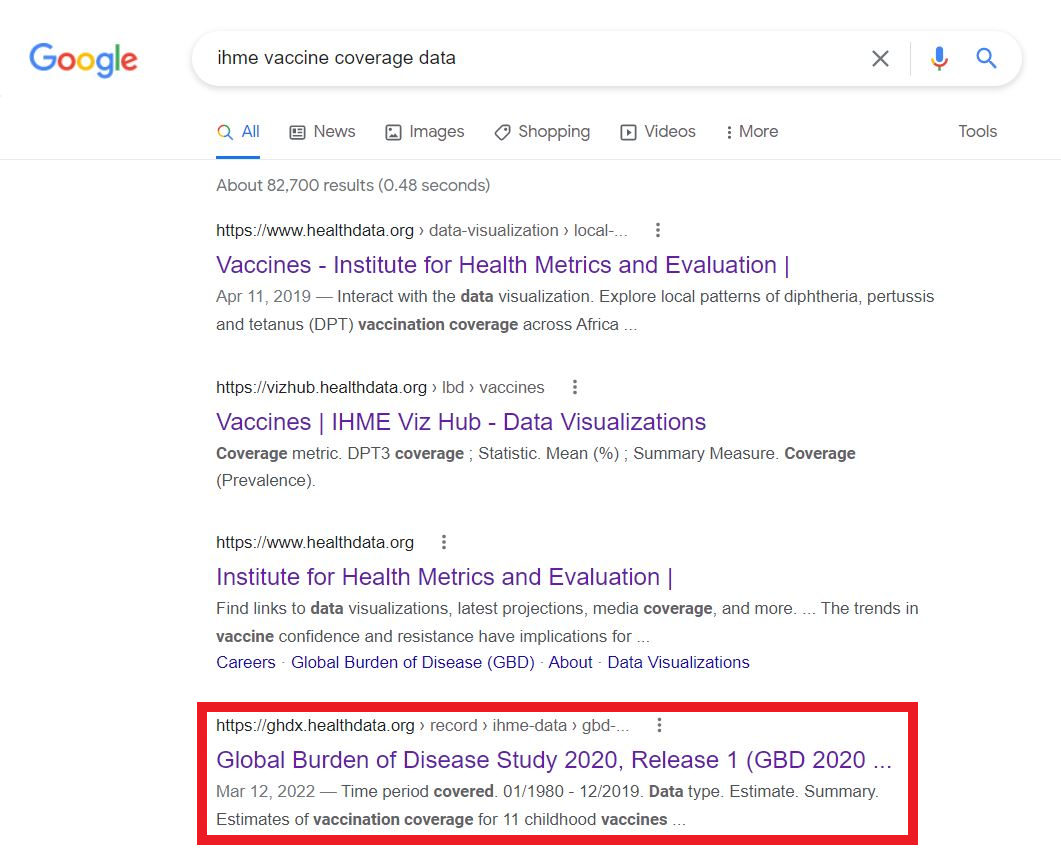 Google
ihme vaccine coverage data
All News Images Shopping Videos More Tools
About 82,700 results (0.48 seconds)
https://www.healthdata.org › data-visualization › local-...
Vaccines - Institute for Health Metrics and Evaluation |
Apr 11, 2019 — Interact with the data visualization. Explore local patterns of diphtheria, pertussis
and tetanus (DPT) vaccination coverage across Africa ...
https://vizhub.healthdata.org › lbd › vaccines
Vaccines | IHME Viz Hub - Data Visualizations
Coverage metric. DPT3 coverage ; Statistic. Mean (%) ; Summary Measure. Coverage
(Prevalence).
https://www.healthdata.org
Institute for Health Metrics and Evaluation |
Find links to data visualizations, latest projections, media coverage, and more. ... The trends in
vaccine confidence and resistance have implications for ...
Careers · Global Burden of Disease (GBD) · About · Data Visualizations
https://ghdx.healthdata.org › record › ihme-data › gbd-...
Global Burden of Disease Study 2020, Release 1 (GBD 2020 ...
Mar 12, 2022 — Time period covered. 01/1980 - 12/2019. Data type. Estimate. Summary.
Estimates of vaccination coverage for 11 childhood vaccines ...